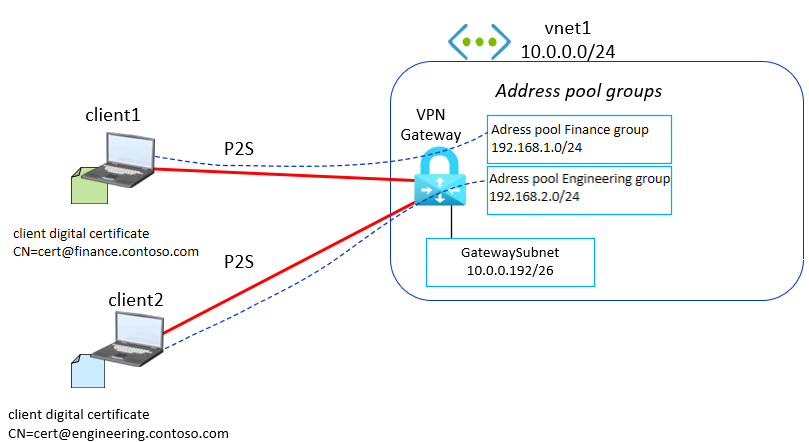 vnet1
10.0.0.0/24
Address pool groups
VPN
Gateway
Adress pool Finance group
192.168.1.0/24
Adress pool Engineering group
192.168.2.0/24
GatewaySubnet
10.0.0.192/26
client1
P2S
client digital certificate
CN=cert@finance.contoso.com
P2S
client2
client digital certificate
CN=cert@engineering.contoso.com